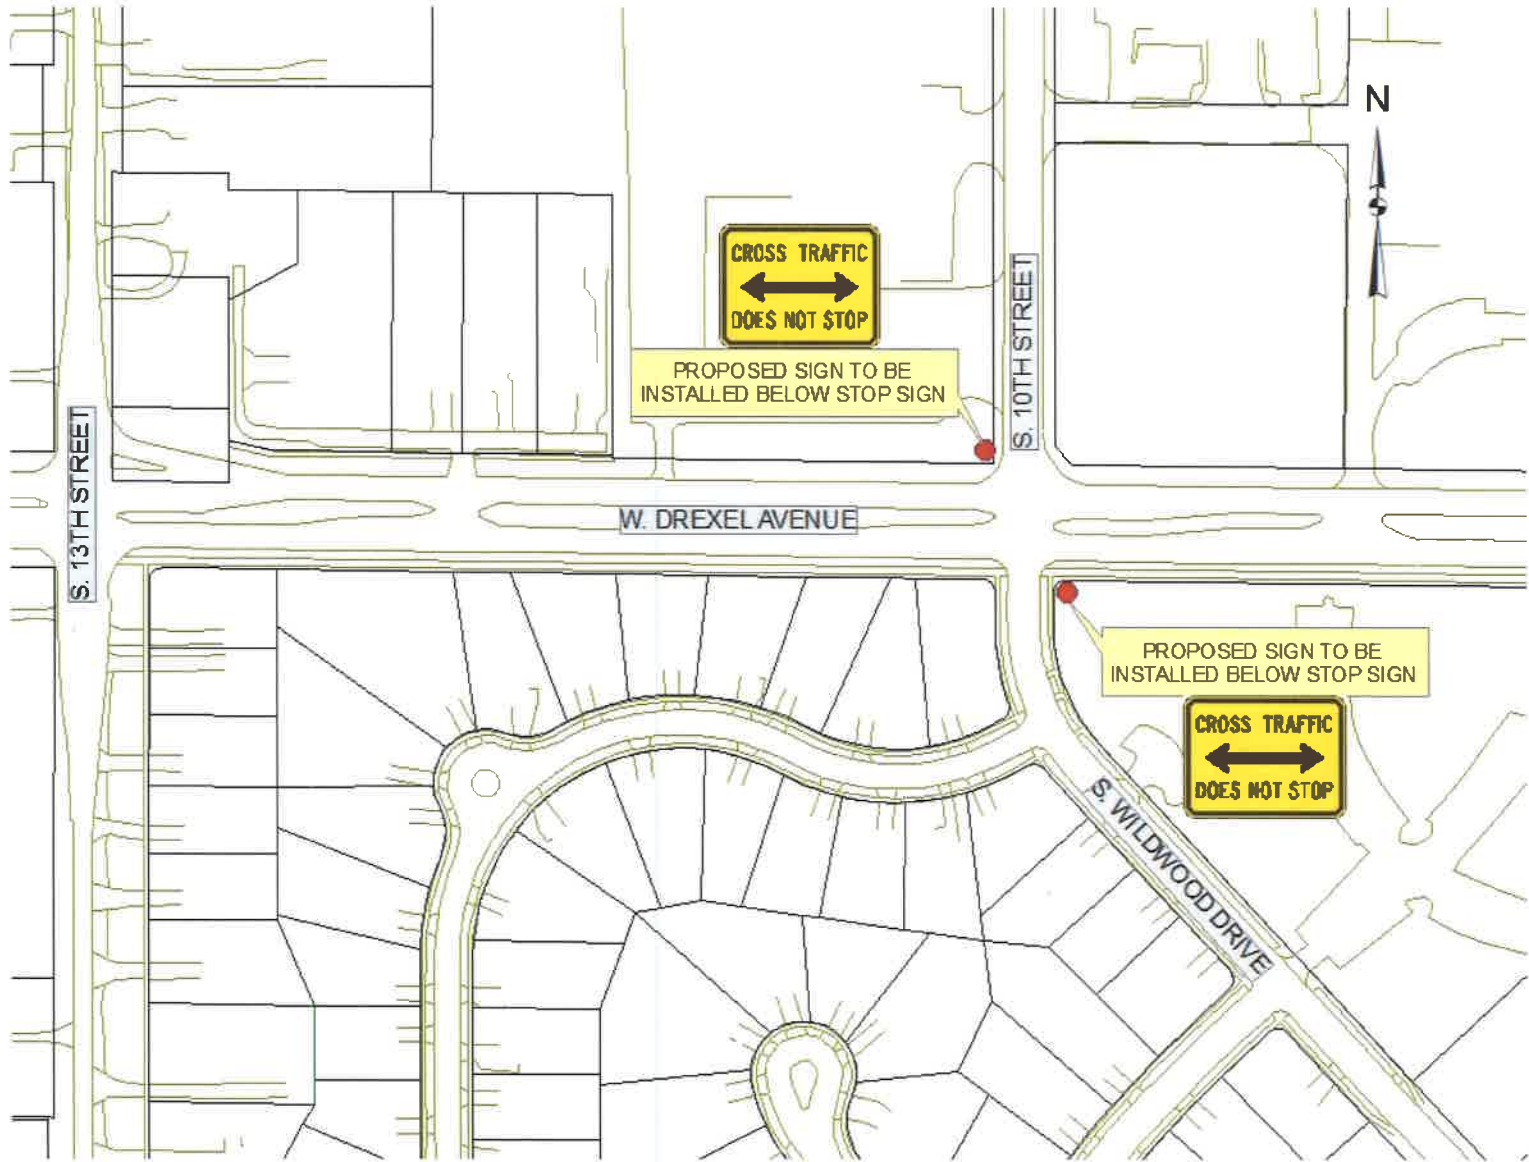 N
CROSS TRAFFIC
DOES NOT STOP
PROPOSED SIGN TO BE
INSTALLED BELOW STOP SIGN
S. 10TH STREET
S. 13TH STREET
W. DREXEL AVENUE
PROPOSED SIGN TO BE
INSTALLED BELOW STOP SIGN
CROSS TRAFFIC
DOES NOT STOP
S. WILDWOOD DRIVE